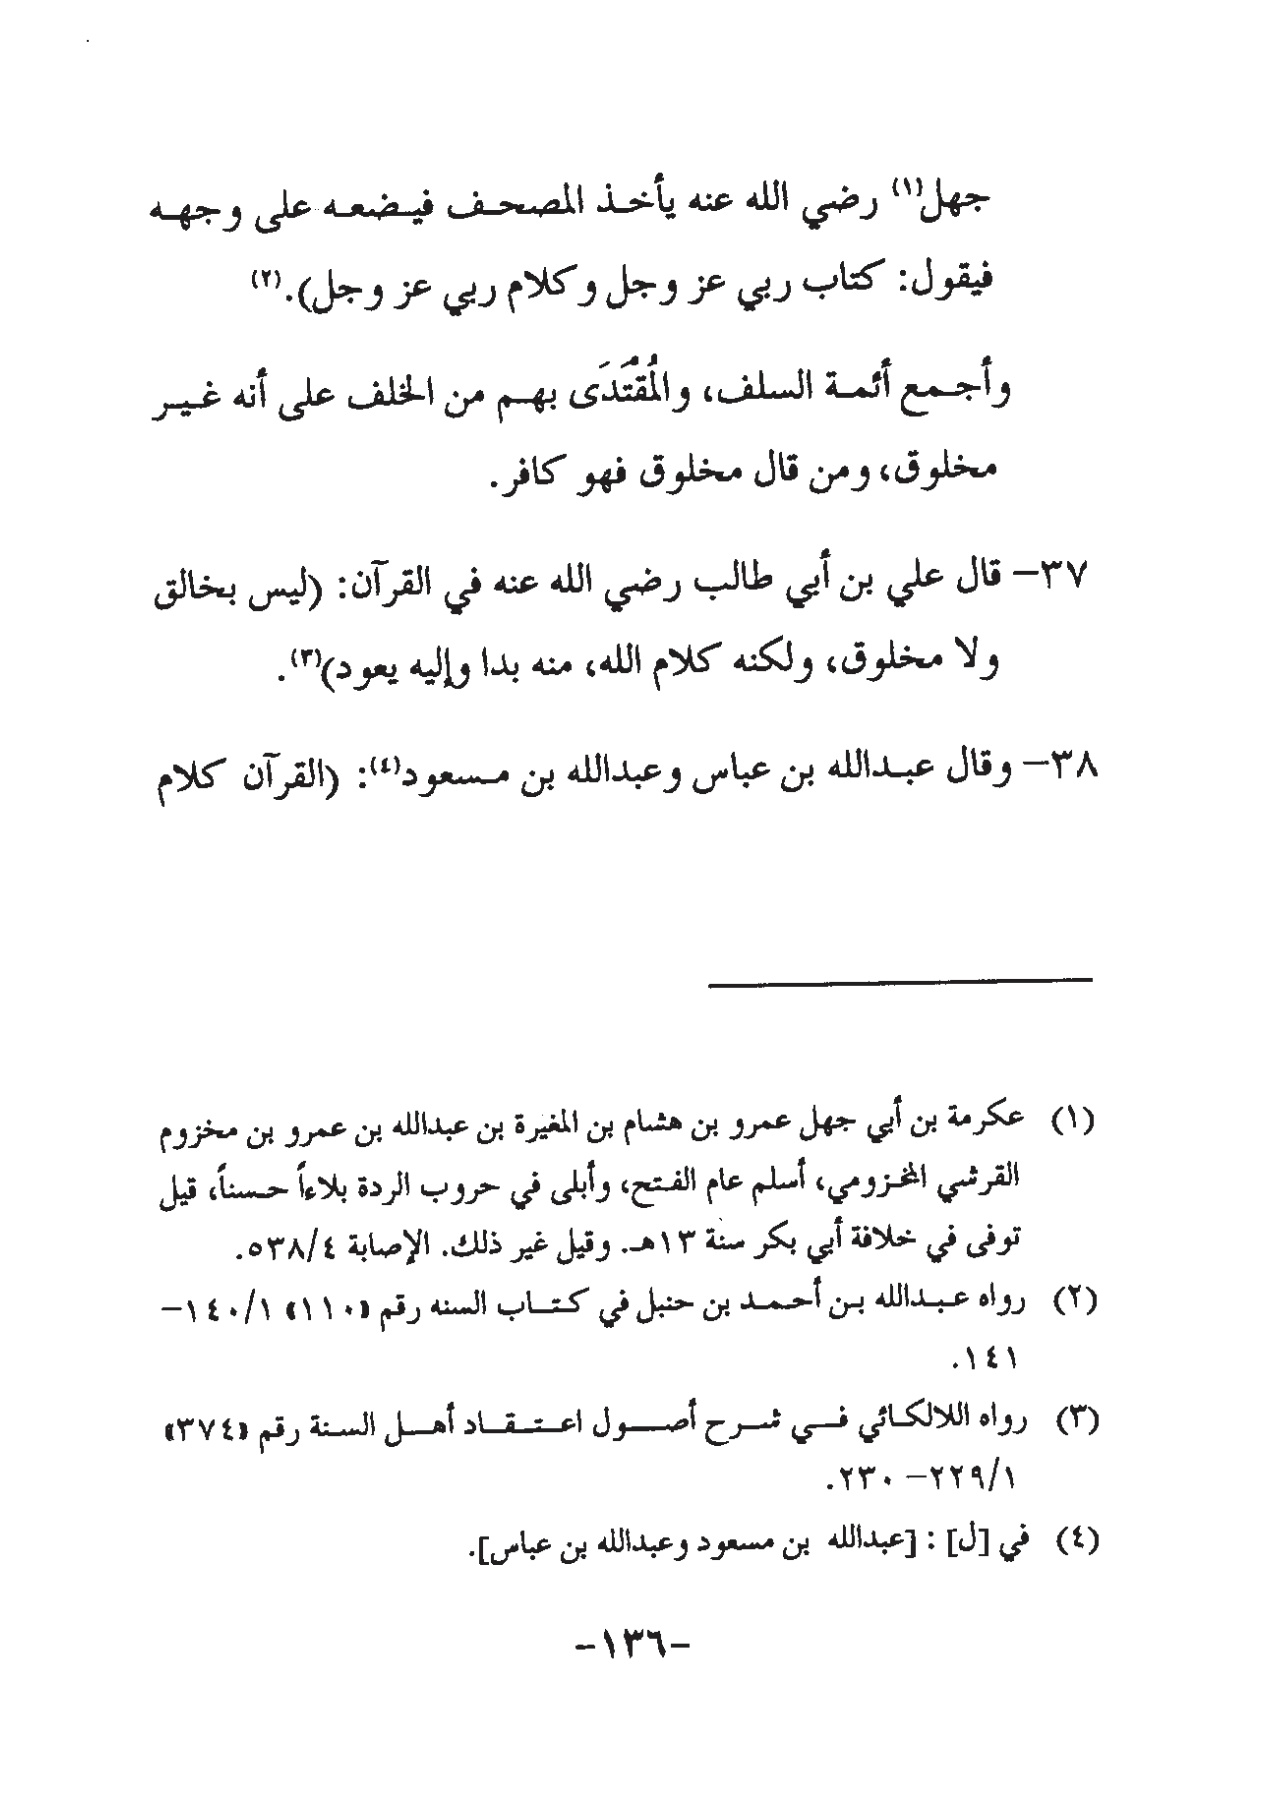 جهل(١) رضي الله عنه يأخذ المصحف فيضعه على وجهه
فيقول: كتاب ربي عز وجل وكلام ربي عز وجل).(٢)
وأجمع أئمة السلف، والُمقُتَدَى بهم من الخلف على أنه غير
مخلوق، ومن قال مخلوق فهو كافر.
٣٧- قال علي بن أبي طالب رضي الله عنه في القرآن: (ليس بخالق
ولا مخلوق، ولكنه كلام الله، منه بدا وإليه يعود)(٣).
٣٨- وقال عبدالله بن عباس وعبدالله بن مسعود(٤): (القرآن كلام
(١) عكرمة بن أبي جهل عمرو بن هشام بن المغيرة بن عبدالله بن عمرو بن مخزوم
القرشي المخزومي، أسلم عام الفتح، وأبلى في حروب الردة بلاءاً حسناً، قيل
توفى في خلافة أبي بكر سنة ١٣هـ. وقيل غير ذلك. الإصابة ٥٣٨/٤.
(٢) رواه عبدالله بن أحمد بن حنبل في كتاب السنه رقم «١١٠» ١٤٠/١-
١٤١.
(٣) رواه اللالكائي في شرح أصول اعتقاد أهل السنة رقم «٣٧٤»
٢٢٩/١- ٢٣٠.
(٤) في [ل] : [عبدالله بن مسعود وعبدالله بن عباس].
-١٣٦-